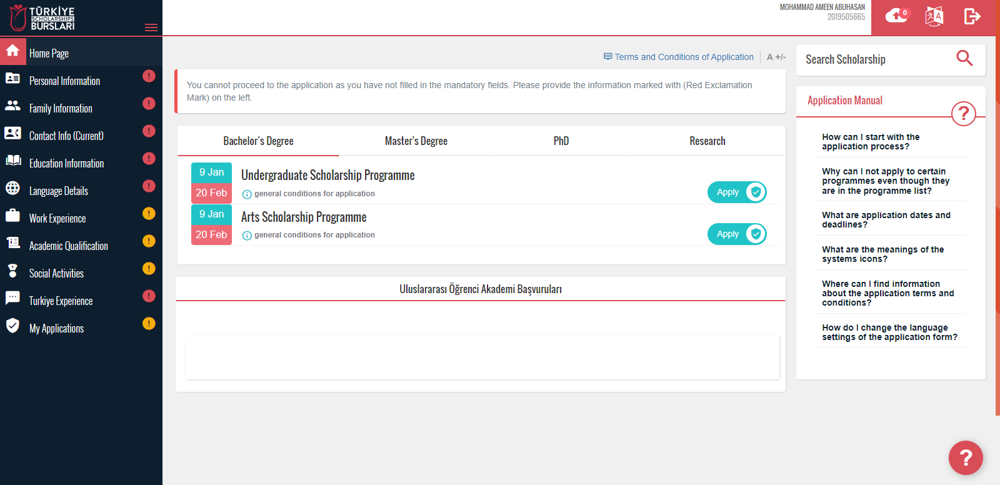 TÜRKİYE
SCHOLARSHIPS
BURSLARI
MOHAMMAD AMEEN ABUHASAN
2019505665
0
Home Page
Personal Information
Family Information
Contact Info (Current)
Education Information
Language Details
Work Experience
Academic Qualification
Social Activities
Turkiye Experience
My Applications
Terms and Conditions of Application
A +/-
You cannot proceed to the application as you have not filled in the mandatory fields. Please provide the information marked with (Red Exclamation
Mark) on the left.
Bachelor's Degree Master's Degree PhD Research
9 Jan
20 Feb
Undergraduate Scholarship Programme
general conditions for application
Apply
9 Jan
20 Feb
Arts Scholarship Programme
general conditions for application
Apply
Uluslararası Öğrenci Akademi Başvuruları
Search Scholarship
Application Manual
?
How can I start with the
application process?
Why can I not apply to certain
programmes even though they
are in the programme list?
What are application dates and
deadlines?
What are the meanings of the
systems icons?
Where can I find information
about the application terms and
conditions?
How do I change the language
settings of the application form?
?